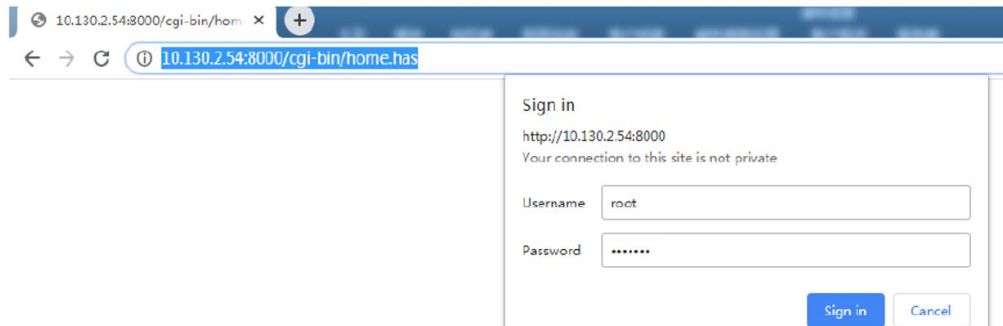 10.130.2.54:8000/cgi-bin/hom
10.130.2.54:8000/cgi-bin/home.has
Sign in
http://10.130.2.54:8000
Your connection to this site is not private
Username root
Password •••••••
Sign in Cancel